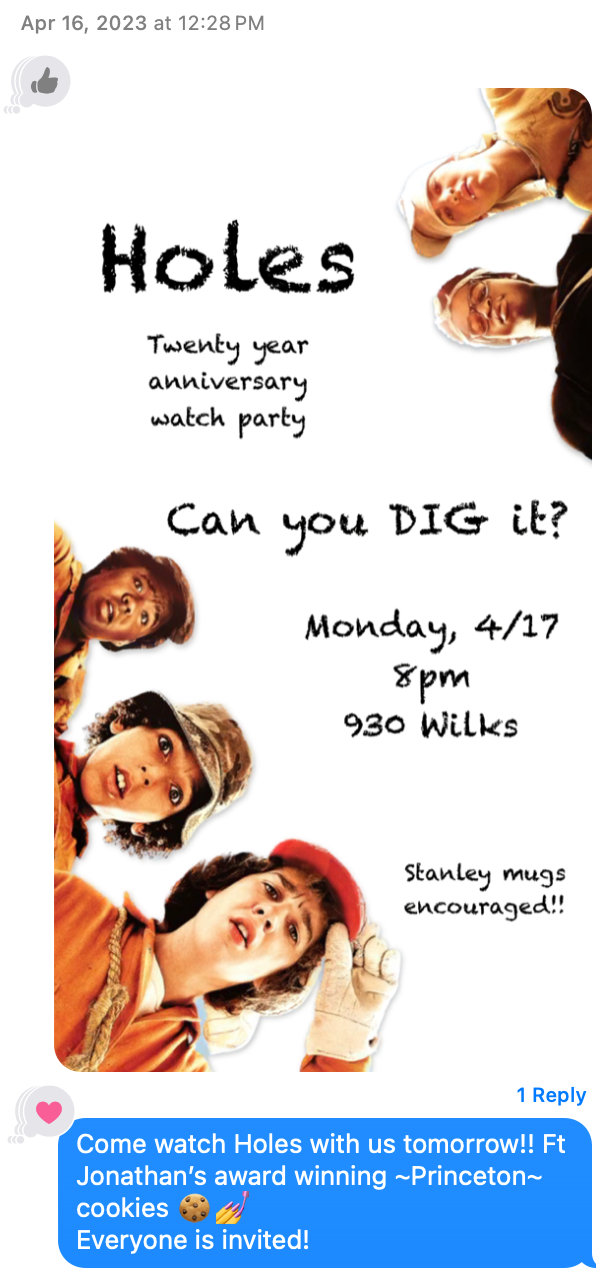 Apr 16, 2023 at 12:28 PM
Holes
Twenty year
anniversary
watch party
Can you DIG it?
Monday, 4/17
8pm
930 Wilks
Stanley mugs
encouraged!!
1 Reply
Come watch Holes with us tomorrow!! Ft
Jonathan’s award winning ~Princeton~
cookies 🍪 💅
Everyone is invited!